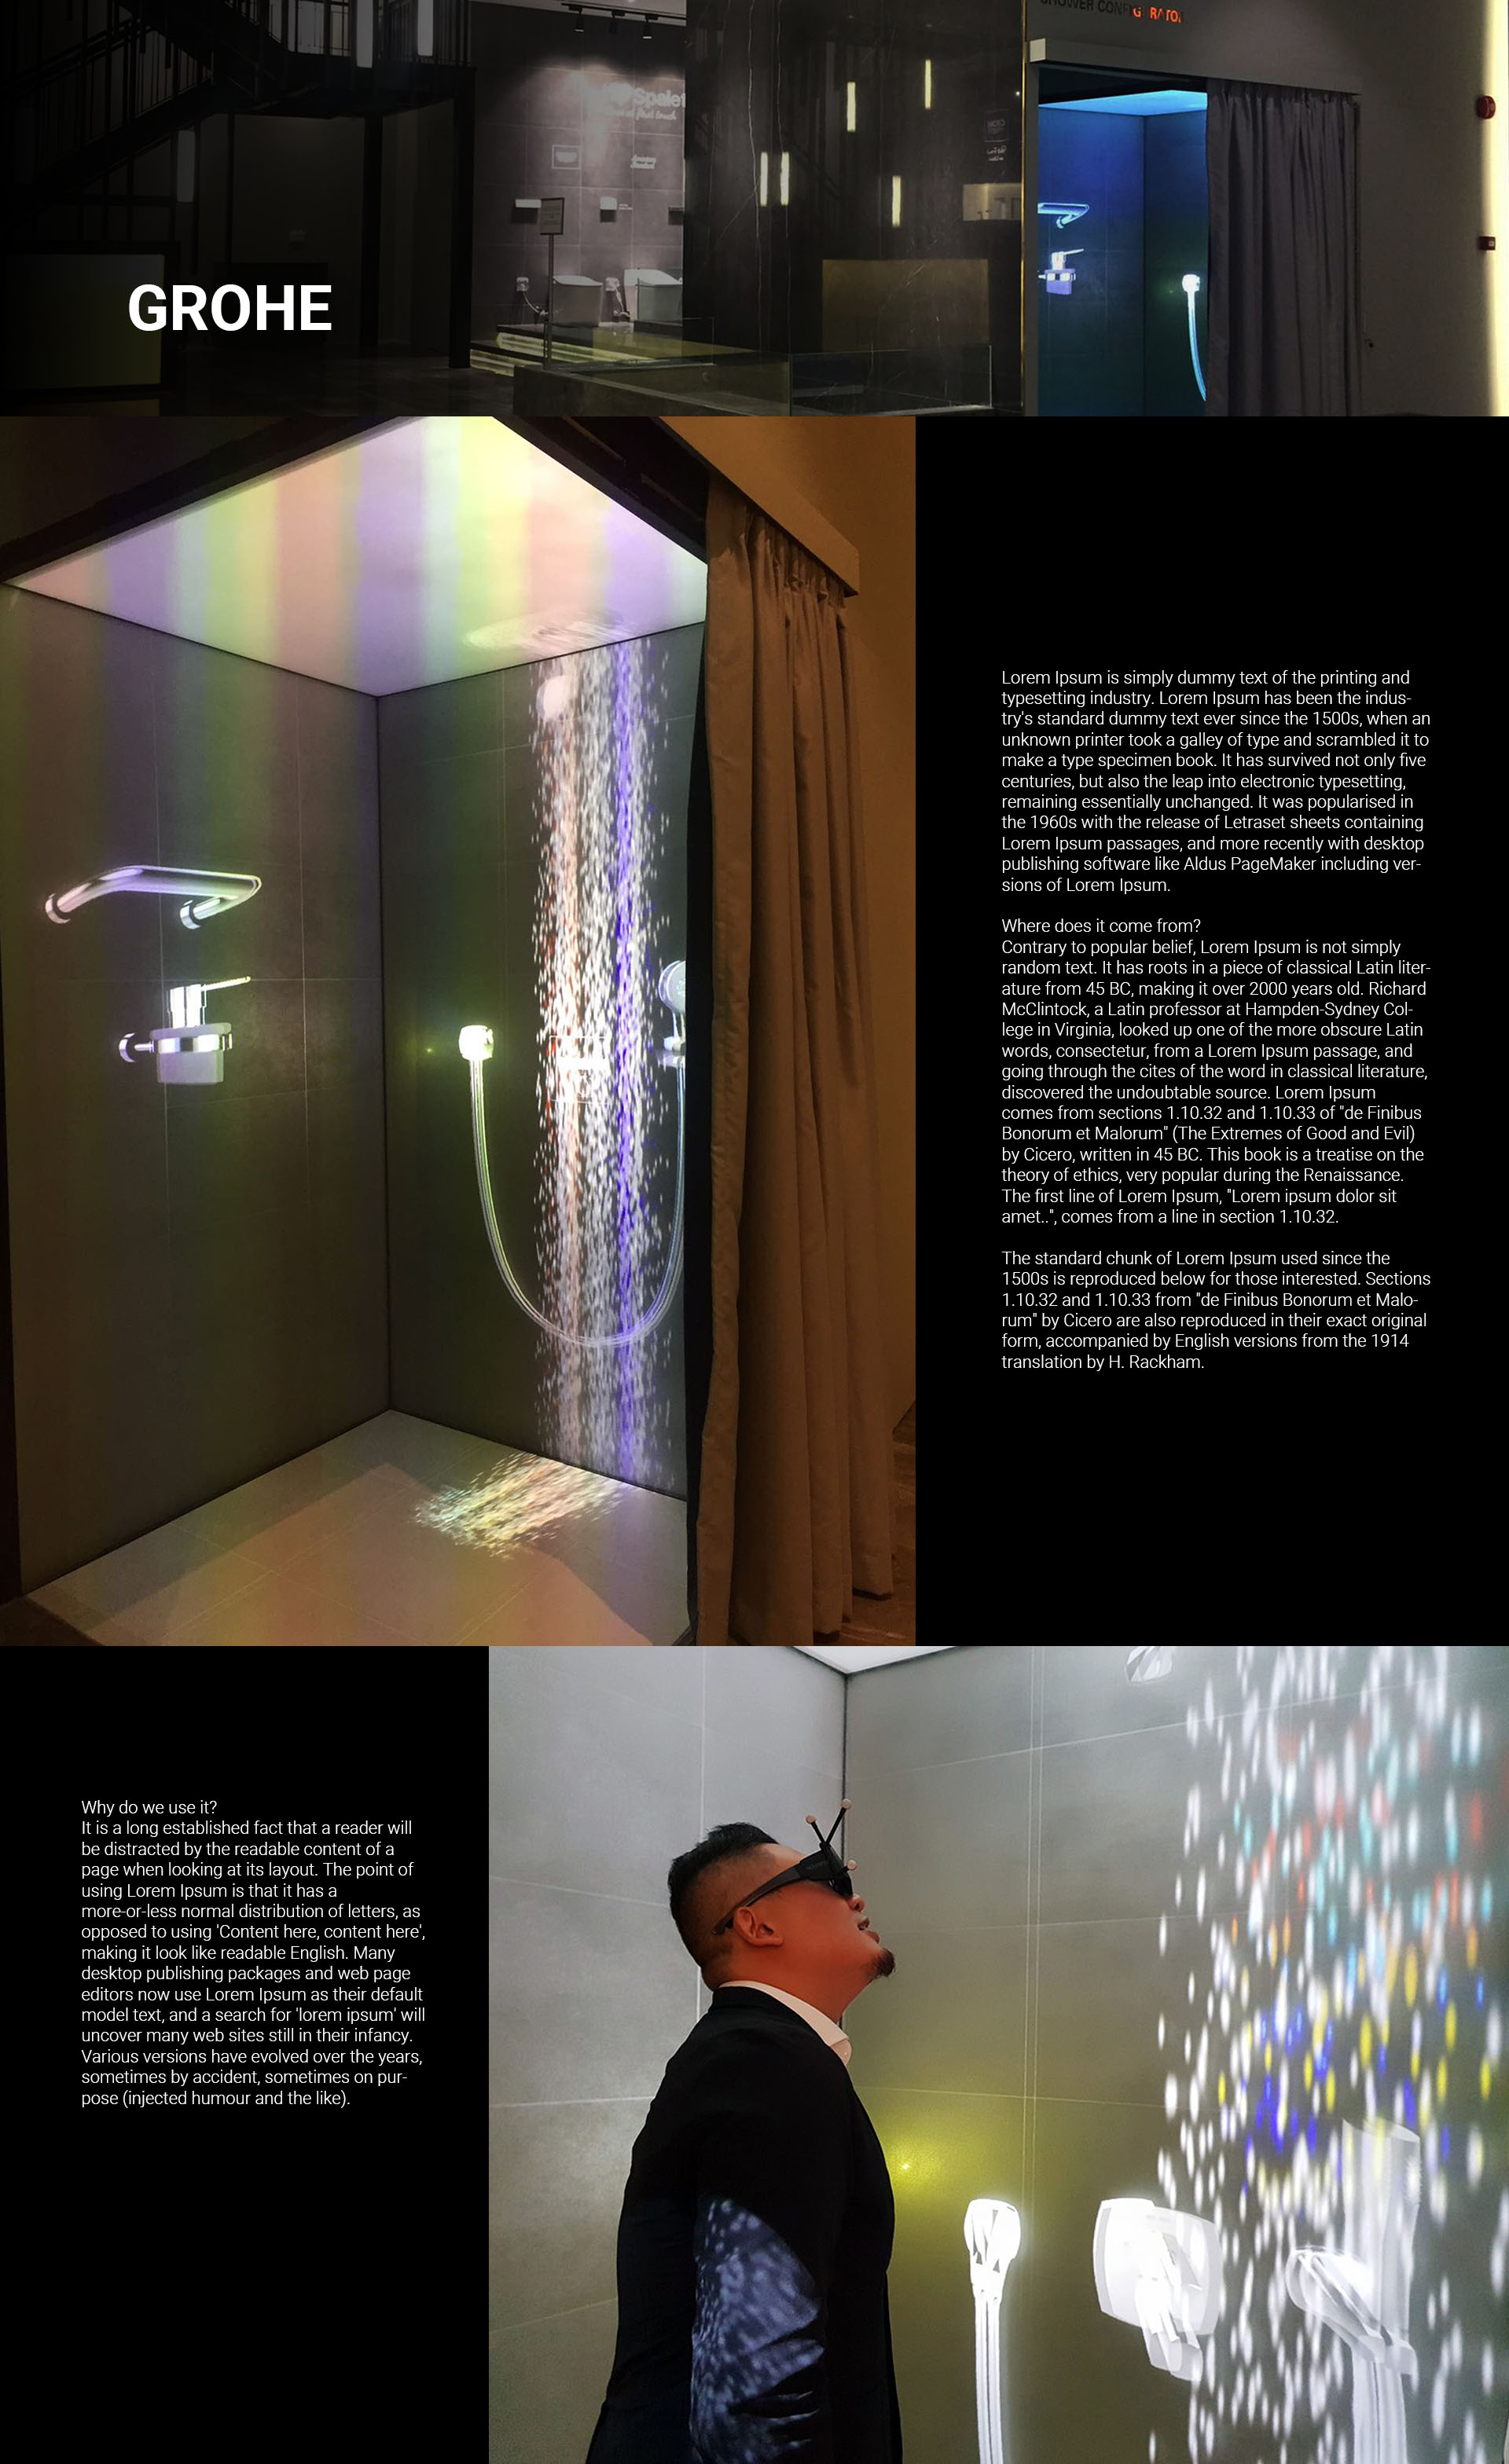 SHOWER CONFIGURATOR
Spalet
at first touch
GROHE
Lorem Ipsum is simply dummy text of the printing and
typesetting industry. Lorem Ipsum has been the indus-
try's standard dummy text ever since the 1500s, when an
unknown printer took a galley of type and scrambled it to
make a type specimen book. It has survived not only five
centuries, but also the leap into electronic typesetting,
remaining essentially unchanged. It was popularised in
the 1960s with the release of Letraset sheets containing
Lorem Ipsum passages, and more recently with desktop
publishing software like Aldus PageMaker including ver-
sions of Lorem Ipsum.
Where does it come from?
Contrary to popular belief, Lorem Ipsum is not simply
random text. It has roots in a piece of classical Latin liter-
ature from 45 BC, making it over 2000 years old. Richard
McClintock, a Latin professor at Hampden-Sydney Col-
lege in Virginia, looked up one of the more obscure Latin
words, consectetur, from a Lorem Ipsum passage, and
going through the cites of the word in classical literature,
discovered the undoubtable source. Lorem Ipsum
comes from sections 1.10.32 and 1.10.33 of "de Finibus
Bonorum et Malorum" (The Extremes of Good and Evil)
by Cicero, written in 45 BC. This book is a treatise on the
theory of ethics, very popular during the Renaissance.
The first line of Lorem Ipsum, "Lorem ipsum dolor sit
amet..", comes from a line in section 1.10.32.
The standard chunk of Lorem Ipsum used since the
1500s is reproduced below for those interested. Sections
1.10.32 and 1.10.33 from "de Finibus Bonorum et Malo-
rum" by Cicero are also reproduced in their exact original
form, accompanied by English versions from the 1914
translation by H. Rackham.
Why do we use it?
It is a long established fact that a reader will
be distracted by the readable content of a
page when looking at its layout. The point of
using Lorem Ipsum is that it has a
more-or-less normal distribution of letters, as
opposed to using 'Content here, content here',
making it look like readable English. Many
desktop publishing packages and web page
editors now use Lorem Ipsum as their default
model text, and a search for 'lorem ipsum' will
uncover many web sites still in their infancy.
Various versions have evolved over the years,
sometimes by accident, sometimes on pur-
pose (injected humour and the like).